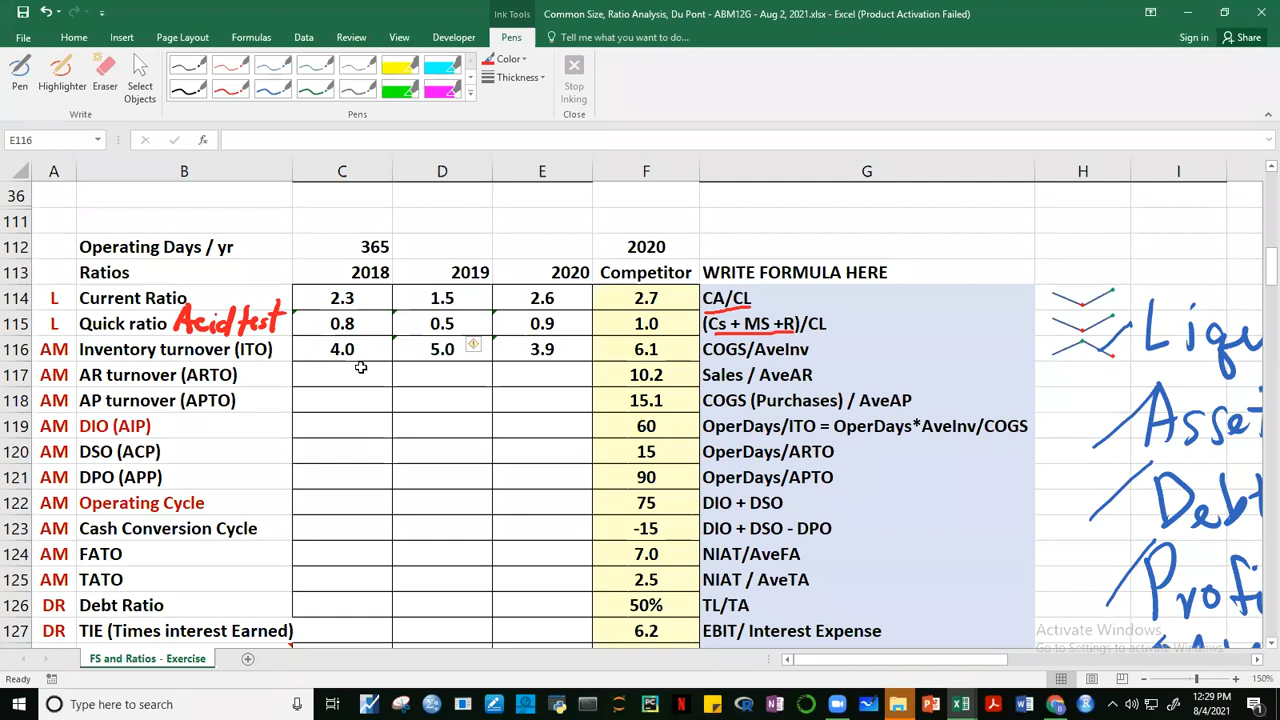 Ink Tools
Common Size, Ratio Analysis, Du Pont - ABM12G - Aug 2, 2021.xlsx - Excel (Product Activation Failed)
File Home Insert Page Layout Formulas Data Review View Developer Pens Tell me what you want to do... Sign in Share
Pen Highlighter Eraser Select Objects Color Thickness Stop Inking
Write Pens Close
E116 fx
A B C D E F G H I
36
111
112 Operating Days / yr 365 2020
113 Ratios 2018 2019 2020 Competitor WRITE FORMULA HERE
114 L Current Ratio 2.3 1.5 2.6 2.7 CA/CL
115 L Quick ratio Acid test 0.8 0.5 0.9 1.0 (Cs + MS +R)/CL
116 AM Inventory turnover (ITO) 4.0 5.0 3.9 6.1 COGS/AveInv
117 AM AR turnover (ARTO) 10.2 Sales / AveAR
118 AM AP turnover (APTO) 15.1 COGS (Purchases) / AveAP
119 AM DIO (AIP) 60 OperDays/ITO = OperDays*AveInv/COGS
120 AM DSO (ACP) 15 OperDays/ARTO
121 AM DPO (APP) 90 OperDays/APTO
122 AM Operating Cycle 75 DIO + DSO
123 AM Cash Conversion Cycle -15 DIO + DSO - DPO
124 AM FATO 7.0 NIAT/AveFA
125 AM TATO 2.5 NIAT / AveTA
126 DR Debt Ratio 50% TL/TA
127 DR TIE (Times interest Earned) 6.2 EBIT/ Interest Expense
Liqu
Asse
Debt
Profi
Activate Windows
Go to Settings to activate Windows.
FS and Ratios - Exercise
Ready 150%
Type here to search
12:29 PM
8/4/2021